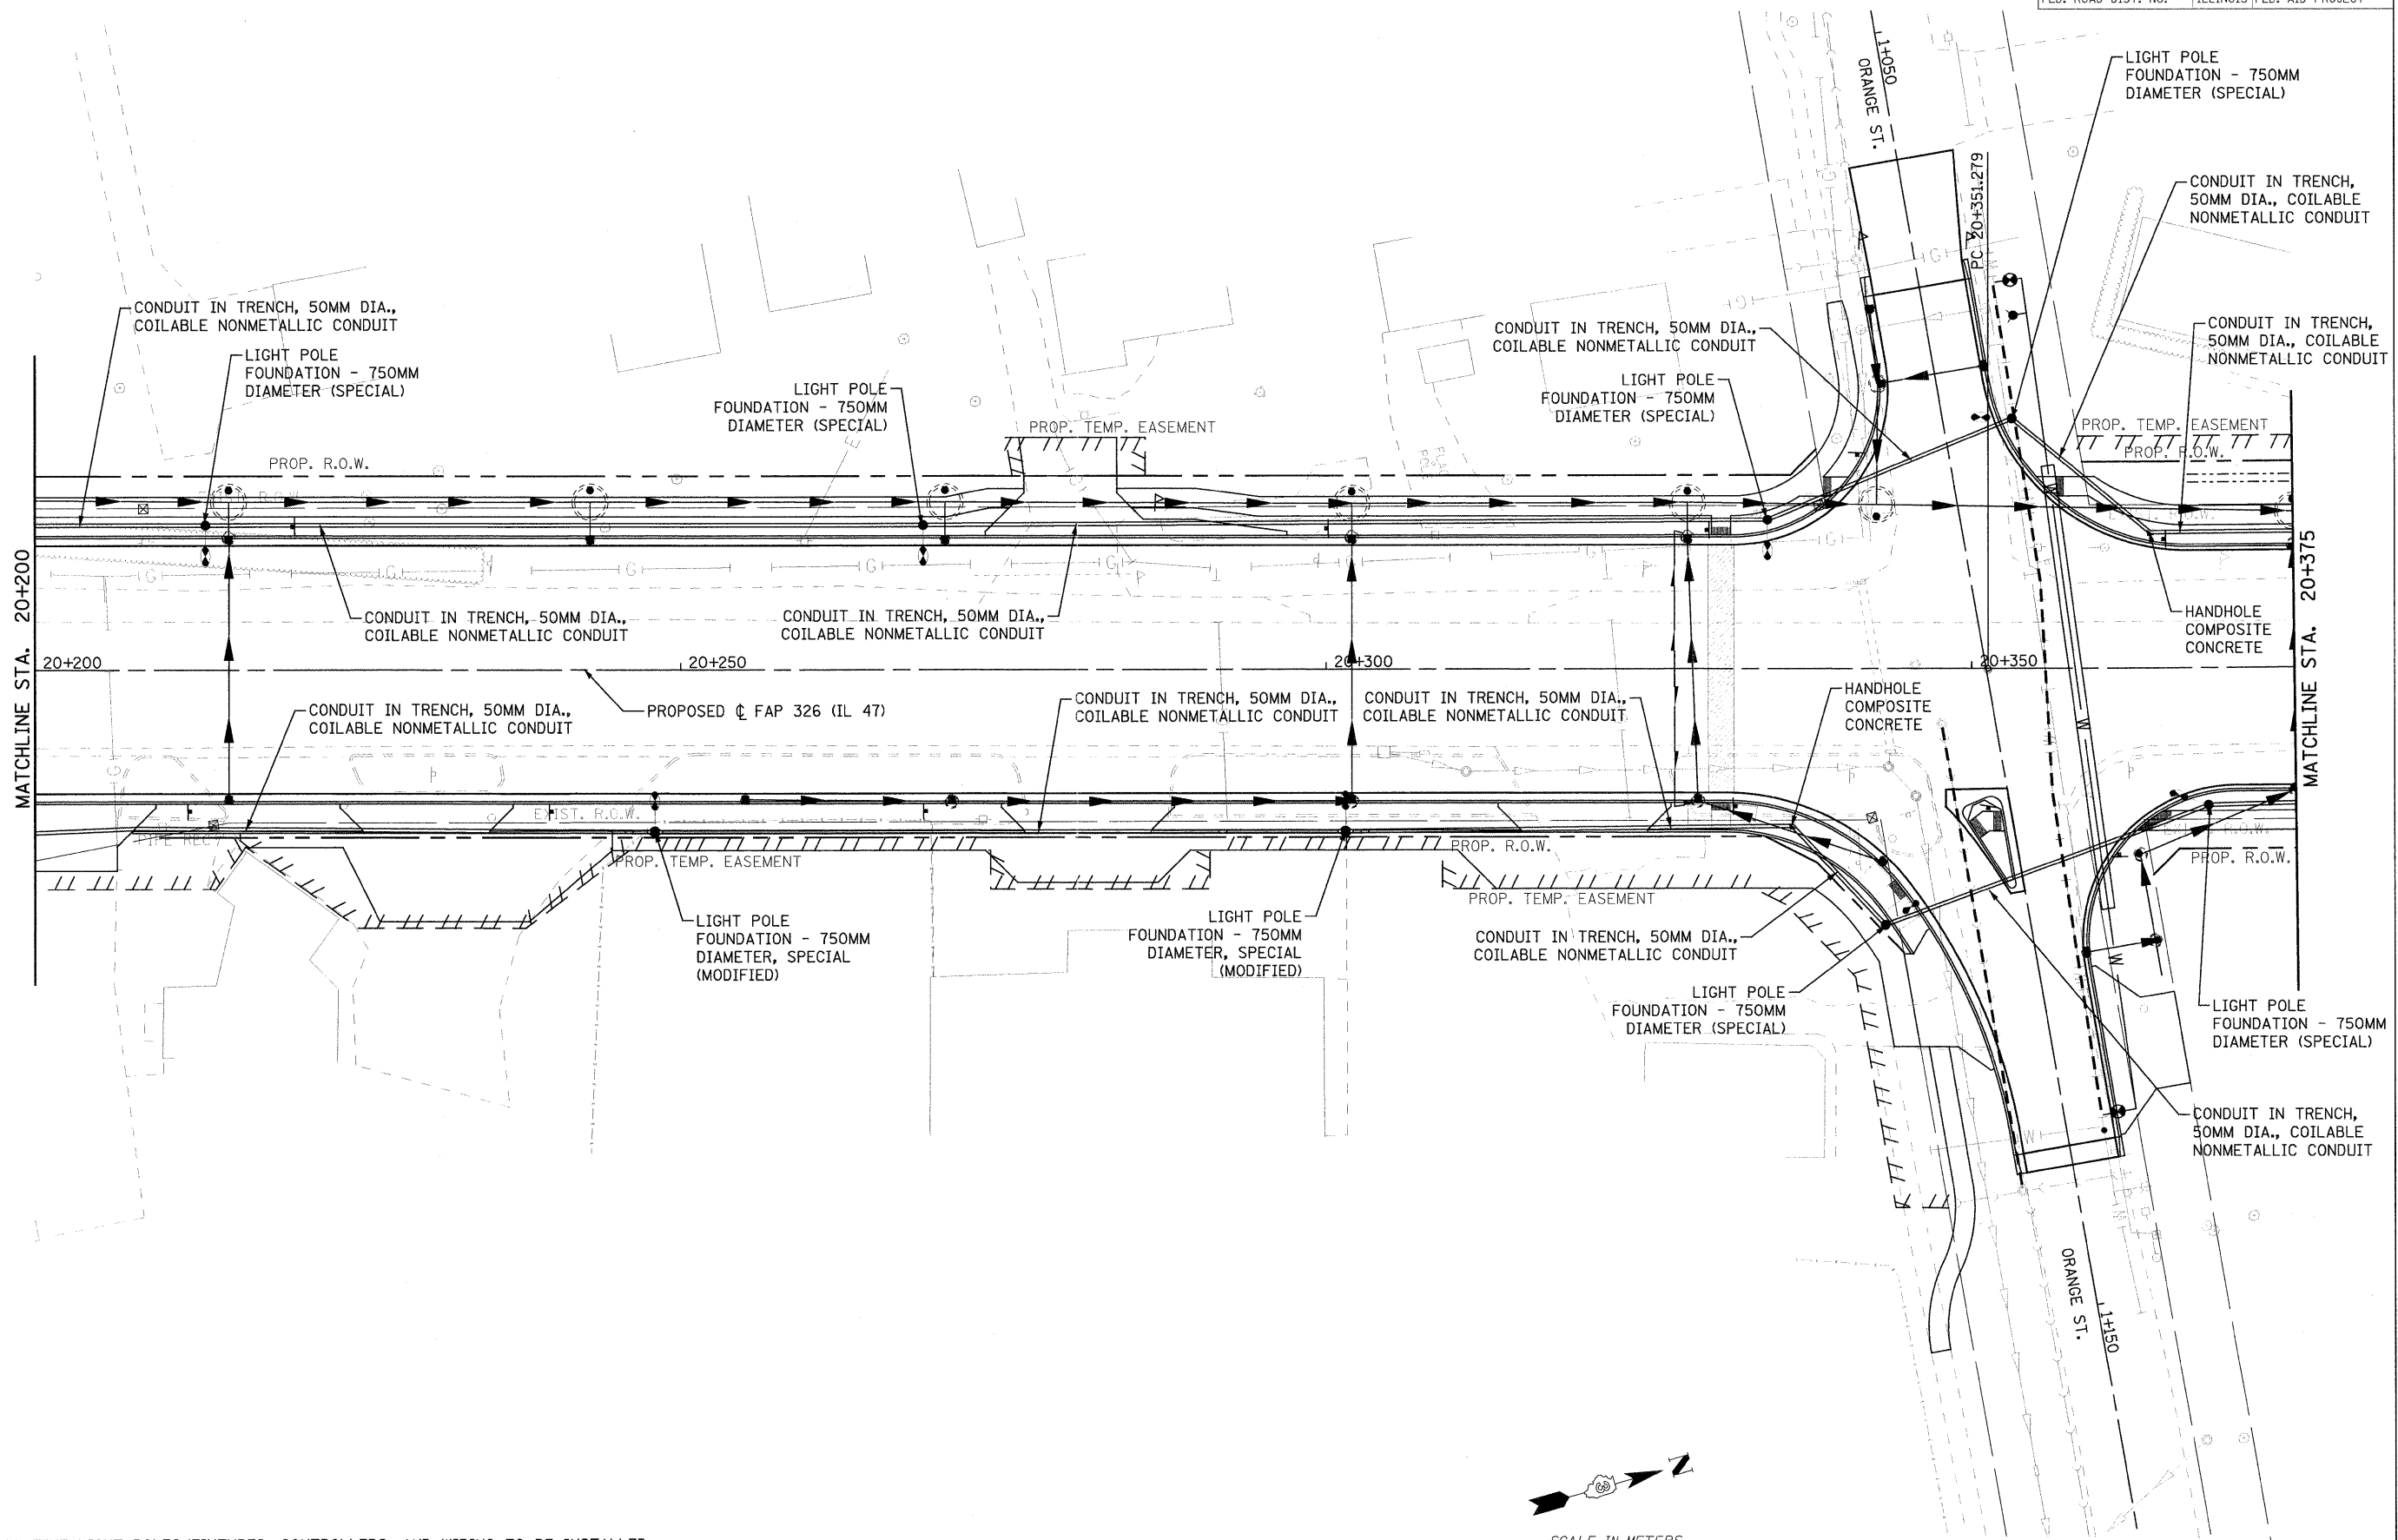 LIGHT POLE
FOUNDATION - 750MM
DIAMETER (SPECIAL)
1+050
ORANGE ST.
PC 20+351.279
CONDUIT IN TRENCH,
50MM DIA., COILABLE
NONMETALLIC CONDUIT
CONDUIT IN TRENCH, 50MM DIA.,
COILABLE NONMETALLIC CONDUIT
LIGHT POLE
FOUNDATION - 750MM
DIAMETER (SPECIAL)
LIGHT POLE
FOUNDATION - 750MM
DIAMETER (SPECIAL)
CONDUIT IN TRENCH, 50MM DIA.,
COILABLE NONMETALLIC CONDUIT
LIGHT POLE
FOUNDATION - 750MM
DIAMETER (SPECIAL)
CONDUIT IN TRENCH,
50MM DIA., COILABLE
NONMETALLIC CONDUIT
PROP. TEMP. EASEMENT
PROP. TEMP. EASEMENT
PROP. R.O.W.
PROP. R.O.W.
MATCHLINE STA. 20+200
MATCHLINE STA. 20+375
CONDUIT IN TRENCH, 50MM DIA.,
COILABLE NONMETALLIC CONDUIT
CONDUIT IN TRENCH, 50MM DIA.,
COILABLE NONMETALLIC CONDUIT
HANDHOLE
COMPOSITE
CONCRETE
20+200
20+250
20+300
20+350
CONDUIT IN TRENCH, 50MM DIA.,
COILABLE NONMETALLIC CONDUIT
PROPOSED ℄ FAP 326 (IL 47)
CONDUIT IN TRENCH, 50MM DIA.,
COILABLE NONMETALLIC CONDUIT
CONDUIT IN TRENCH, 50MM DIA.,
COILABLE NONMETALLIC CONDUIT
HANDHOLE
COMPOSITE
CONCRETE
EXIST. R.O.W.
PROP. TEMP. EASEMENT
PROP. R.O.W.
PROP. R.O.W.
PROP. TEMP. EASEMENT
LIGHT POLE
FOUNDATION - 750MM
DIAMETER, SPECIAL
(MODIFIED)
LIGHT POLE
FOUNDATION - 750MM
DIAMETER, SPECIAL
(MODIFIED)
CONDUIT IN TRENCH, 50MM DIA.,
COILABLE NONMETALLIC CONDUIT
LIGHT POLE
FOUNDATION - 750MM
DIAMETER (SPECIAL)
LIGHT POLE
FOUNDATION - 750MM
DIAMETER (SPECIAL)
CONDUIT IN TRENCH,
50MM DIA., COILABLE
NONMETALLIC CONDUIT
ORANGE ST.
1+150
N